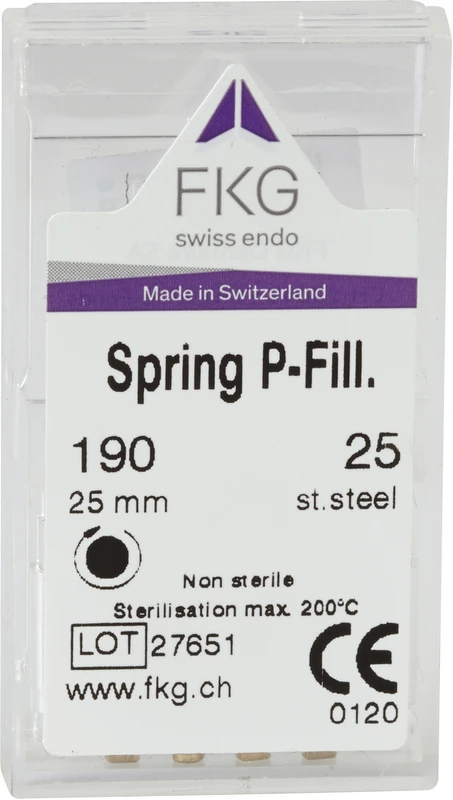 FKG
swiss endo
Made in Switzerland
Spring P-Fill.
190 25
25 mm st.steel
Non sterile
Sterilisation max. 200°C
LOT 27651
www.fkg.ch
CE
0120